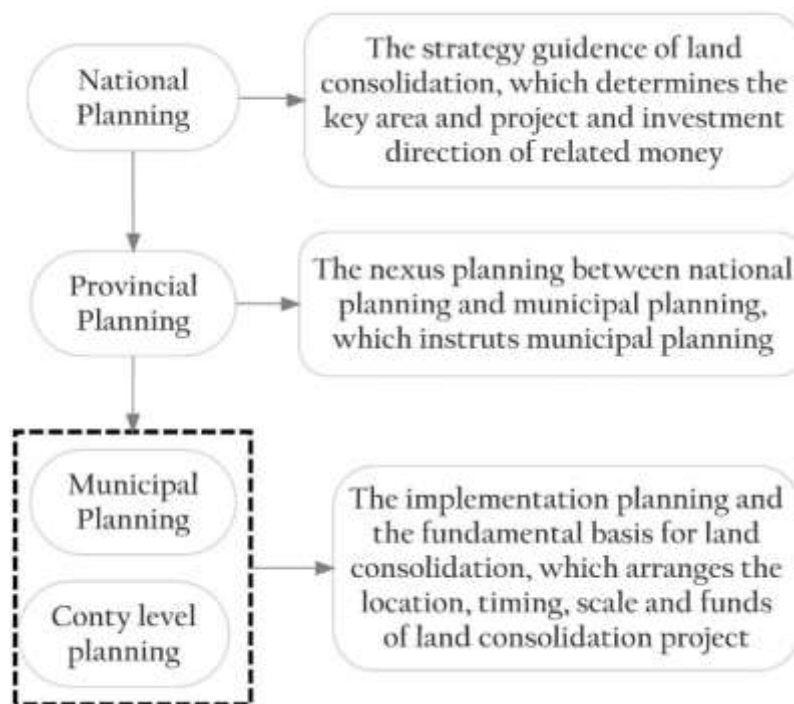 National
Planning
The strategy guidence of land
consolidation, which determines the
key area and project and investment
direction of related money
Provincial
Planning
The nexus planning between national
planning and municipal planning,
which instruts municipal planning
Municipal
Planning
Conty level
planning
The implementation planning and
the fundamental basis for land
consolidation, which arranges the
location, timing, scale and funds
of land consolidation project